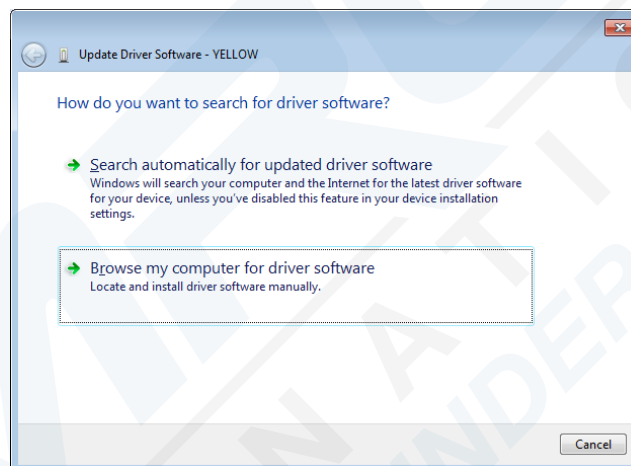 Update Driver Software - YELLOW
How do you want to search for driver software?
Search automatically for updated driver software
Windows will search your computer and the Internet for the latest driver software
for your device, unless you've disabled this feature in your device installation
settings.
Browse my computer for driver software
Locate and install driver software manually.
Cancel